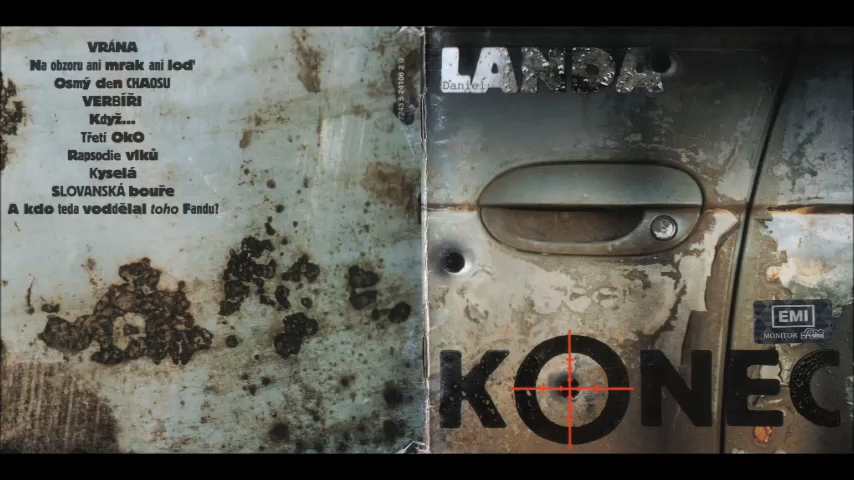 VRÁNA
Na obzoru ani mrak ani loď
Osmý den CHAOSU
VERBÍŘI
Když...
Třetí OkO
Rapsodie vlků
Kyselá
SLOVANSKÁ bouře
A kdo teda voddělal toho Fandu?
LANDA
Daniel
KONEC
EMI
MONITOR